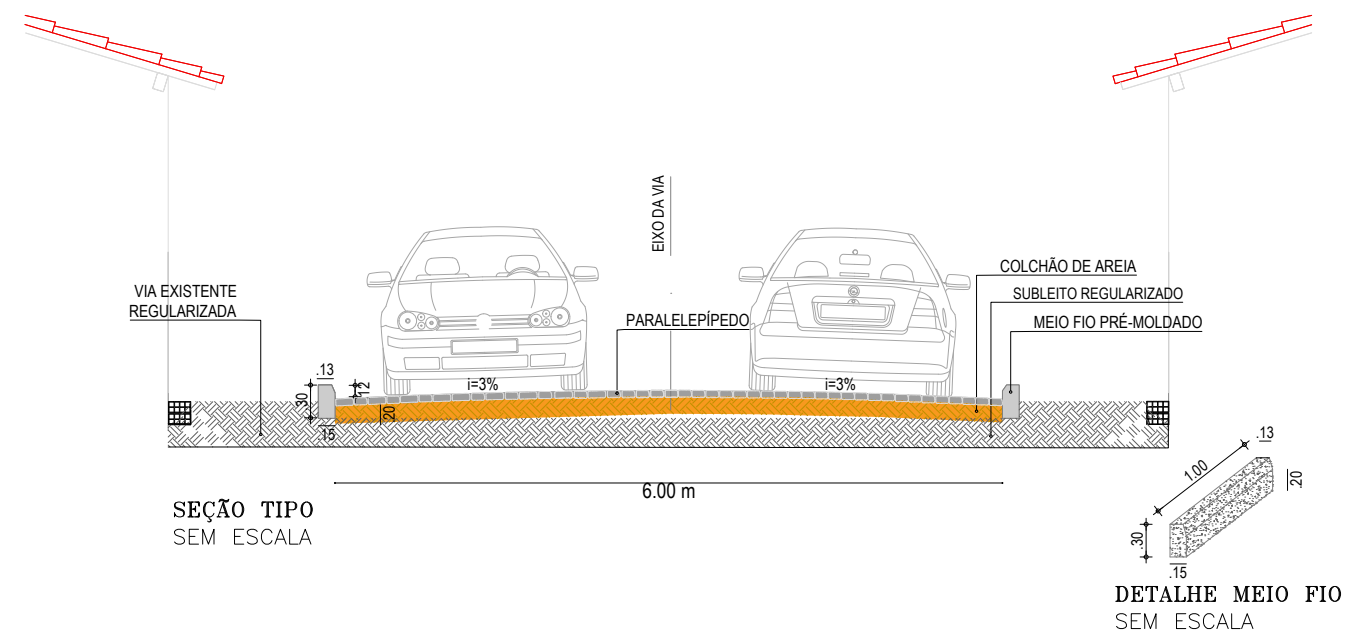 EIXO DA VIA
VIA EXISTENTE
REGULARIZADA
COLCHÃO DE AREIA
SUBLEITO REGULARIZADO
MEIO FIO PRÉ-MOLDADO
PARALELEPÍPEDO
.13
.30
.12
i=3%
i=3%
.20
.15
6.00 m
SEÇÃO TIPO
SEM ESCALA
.13
1.00
.20
.30
.15
DETALHE MEIO FIO
SEM ESCALA